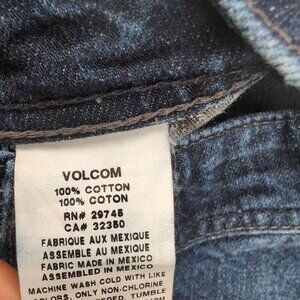 VOLCOM
100% COTTON
100% COTON
RN# 29745
CA# 32350
FABRIQUE AUX MEXIQUE
ASSEMBLE AU MEXIQUE
FABRIC MADE IN MEXICO
ASSEMBLED IN MEXICO
MACHINE WASH COLD WITH LIKE
COLORS, ONLY NON-CHLORINE
TUMBLE